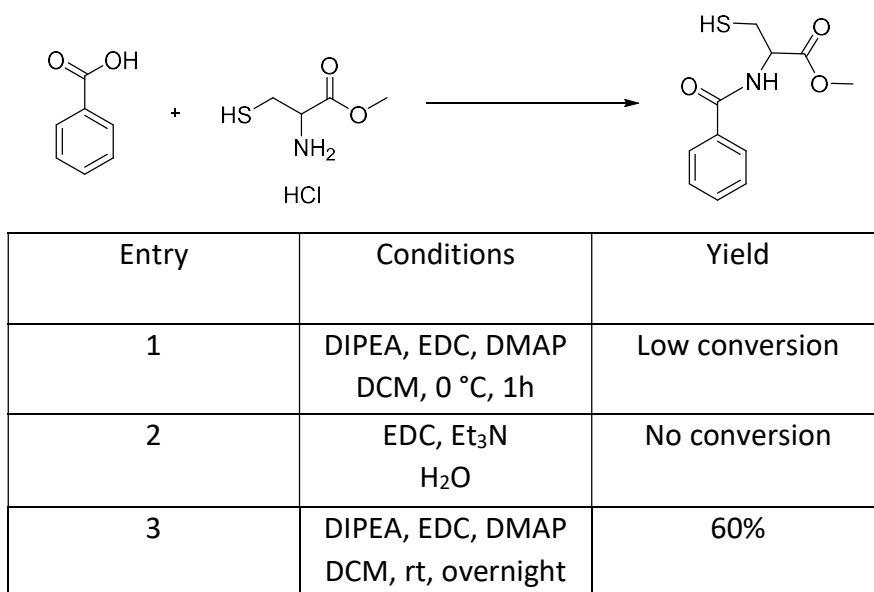 O
OH
+
HS
O
O
NH₂
HCl
HS
O
O
O
NH
Entry Conditions Yield
1 DIPEA, EDC, DMAP Low conversion
DCM, 0 °C, 1h
2 EDC, Et₃N No conversion
H₂O
3 DIPEA, EDC, DMAP 60%
DCM, rt, overnight